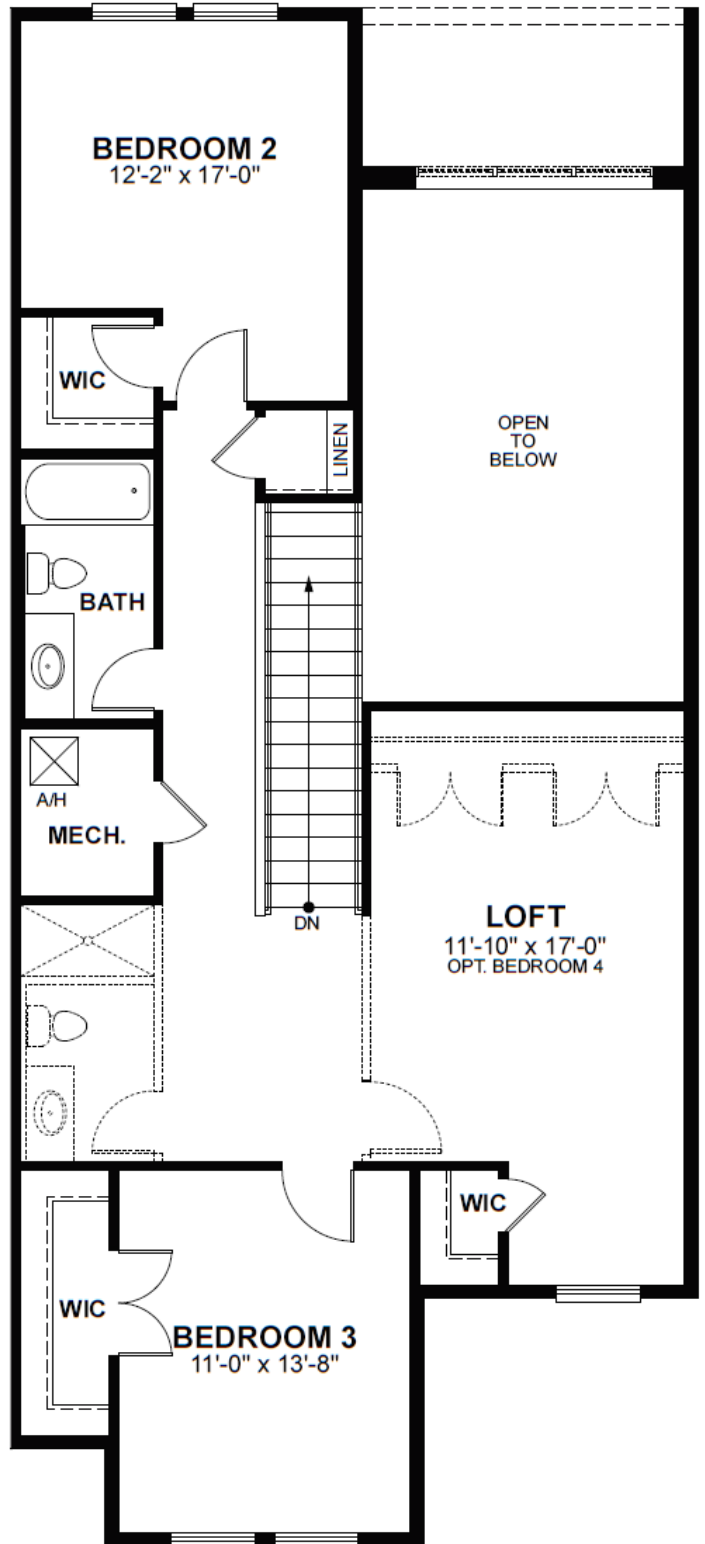 BEDROOM 2
12'-2" x 17'-0"
WIC
LINEN
OPEN
TO
BELOW
BATH
A/H
MECH.
DN
LOFT
11'-10" x 17'-0"
OPT. BEDROOM 4
WIC
WIC
BEDROOM 3
11'-0" x 13'-8"